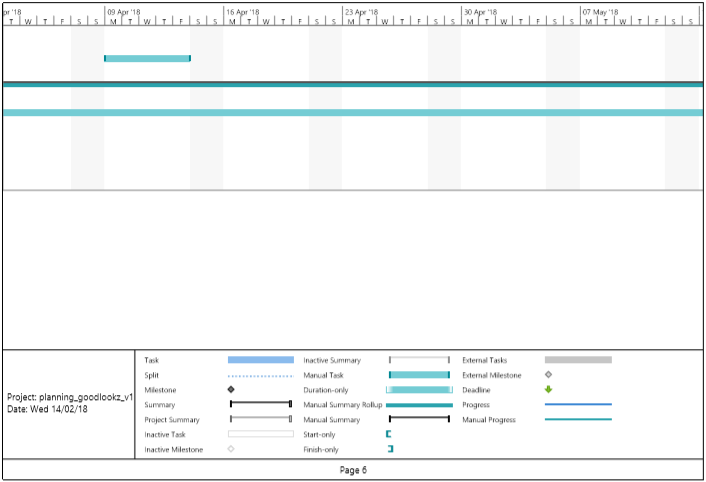 pr '18 09 Apr '18 16 Apr '18 23 Apr '18 30 Apr '18 07 May '18
T W T F S S M T W T F S S M T W T F S S M T W T F S S M T W T F S S M T W T F S S
Project: planning_goodlookz_v1
Date: Wed 14/02/18
Task
Split
Milestone
Summary
Project Summary
Inactive Task
Inactive Milestone
Inactive Summary
Manual Task
Duration-only
Manual Summary Rollup
Manual Summary
Start-only
Finish-only
External Tasks
External Milestone
Deadline
Progress
Manual Progress
Page 6